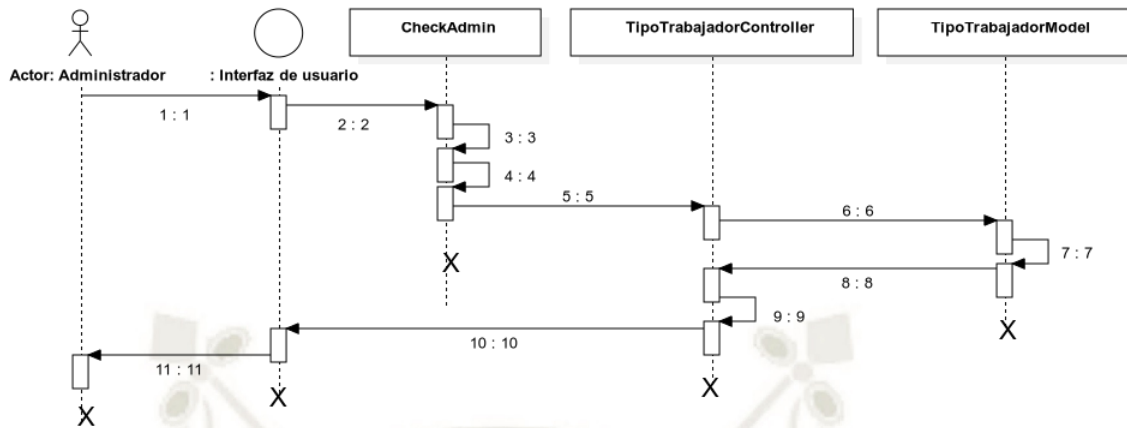 CheckAdmin
TipoTrabajadorController
TipoTrabajadorModel
Actor: Administrador
: Interfaz de usuario
1 : 1
2 : 2
3 : 3
4 : 4
5 : 5
6 : 6
7 : 7
8 : 8
9 : 9
10 : 10
11 : 11
X
X
X
X
X